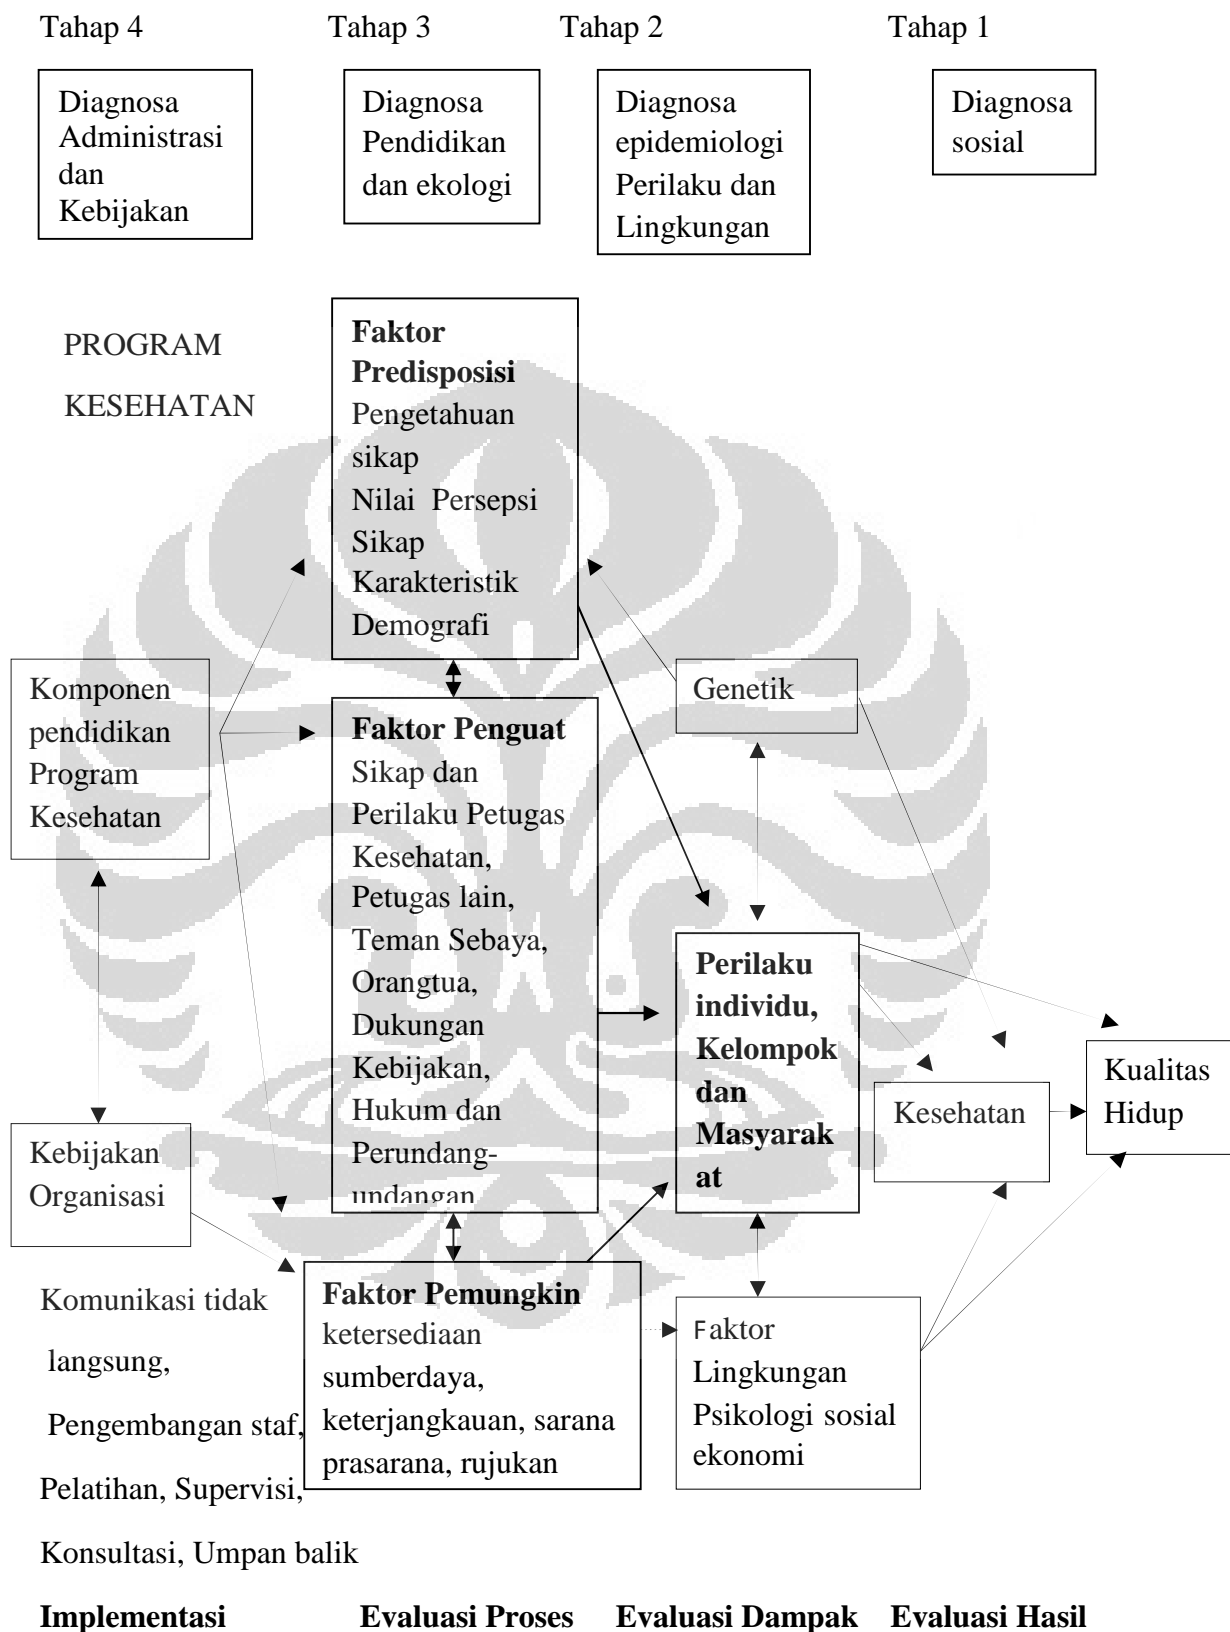 Tahap 4
Tahap 3
Tahap 2
Tahap 1
Diagnosa
Administrasi
dan
Kebijakan
Diagnosa
Pendidikan
dan ekologi
Diagnosa
epidemiologi
Perilaku dan
Lingkungan
Diagnosa
sosial
PROGRAM
KESEHATAN
Faktor
Predisposisi
Pengetahuan
sikap
Nilai Persepsi
Sikap
Karakteristik
Demografi
Komponen
pendidikan
Program
Kesehatan
Faktor Penguat
Sikap dan
Perilaku Petugas
Kesehatan,
Petugas lain,
Teman Sebaya,
Orangtua,
Dukungan
Kebijakan,
Hukum dan
Perundang-
undangan
Genetik
Perilaku
individu,
Kelompok
dan
Masyarak
at
Kesehatan
Kualitas
Hidup
Kebijakan
Organisasi
Faktor Pemungkin
ketersediaan
sumberdaya,
keterjangkauan, sarana
prasarana, rujukan
Faktor
Lingkungan
Psikologi sosial
ekonomi
Komunikasi tidak
langsung,
Pengembangan staf,
Pelatihan, Supervisi,
Konsultasi, Umpan balik
Implementasi
Evaluasi Proses
Evaluasi Dampak
Evaluasi Hasil